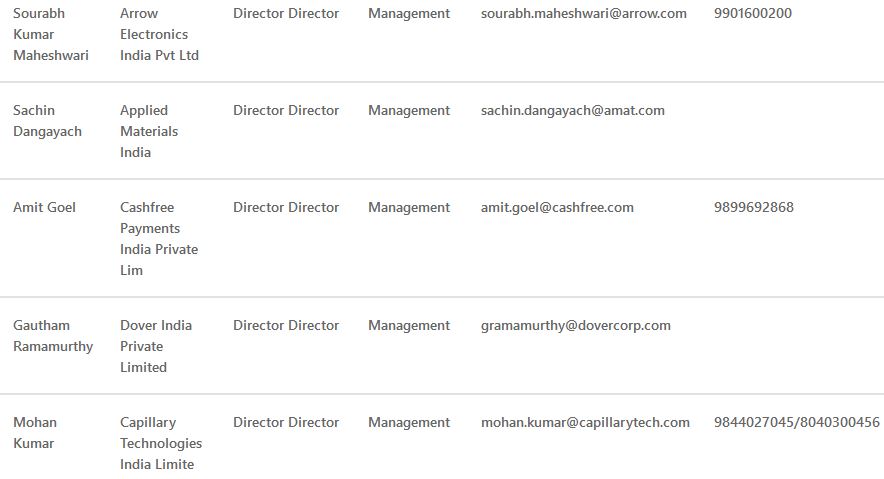 Sourabh Arrow Director Director Management sourabh.maheshwari@arrow.com 9901600200
Kumar Electronics
Maheshwari India Pvt Ltd
Sachin Applied Director Director Management sachin.dangayach@amat.com
Dangayach Materials
India
Amit Goel Cashfree Director Director Management amit.goel@cashfree.com 9899692868
Payments
India Private
Lim
Gautham Dover India Director Director Management gramamurthy@dovercorp.com
Ramamurthy Private
Limited
Mohan Capillary Director Director Management mohan.kumar@capillarytech.com 9844027045/8040300456
Kumar Technologies
India Limite